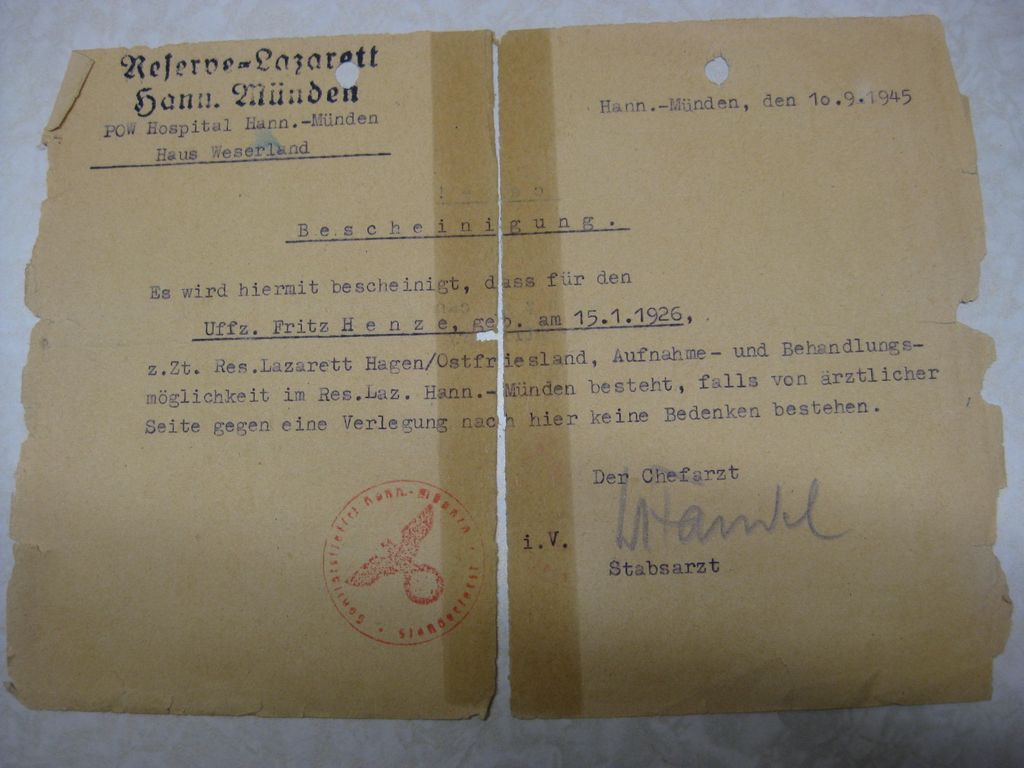 Reserve-Lazarett
Hann. Münden
POW Hospital Hann.-Münden
Haus Weserland
Hann.-Münden, den 1o.9.1945
B e s c h e i n i g u n g .
Es wird hiermit bescheinigt, dass für den
Uffz. Fritz H e n z e, geb. am 15.1.1926,
z.Zt. Res.Lazarett Hagen/Ostfriesland, Aufnahme- und Behandlungs-
möglichkeit im Res.Laz. Hann.-Münden besteht, falls von ärztlicher
Seite gegen eine Verlegung nach hier keine Bedenken bestehen.
Der Chefarzt
i.V.
Stabsarzt
Hann.-Münden